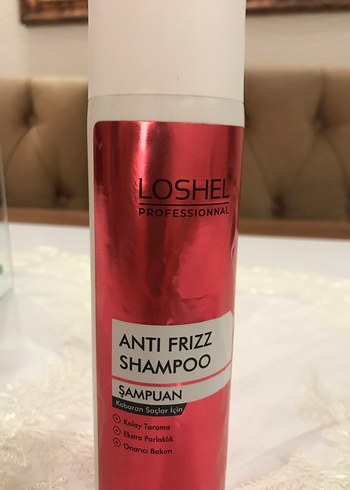 LOSHEL
PROFESSIONNAL
ANTI FRIZZ
SHAMPOO
ŞAMPUAN
Kabaran Saçlar İçin
Kolay Tarama
Ekstra Parlaklık
Onarıcı Bakım